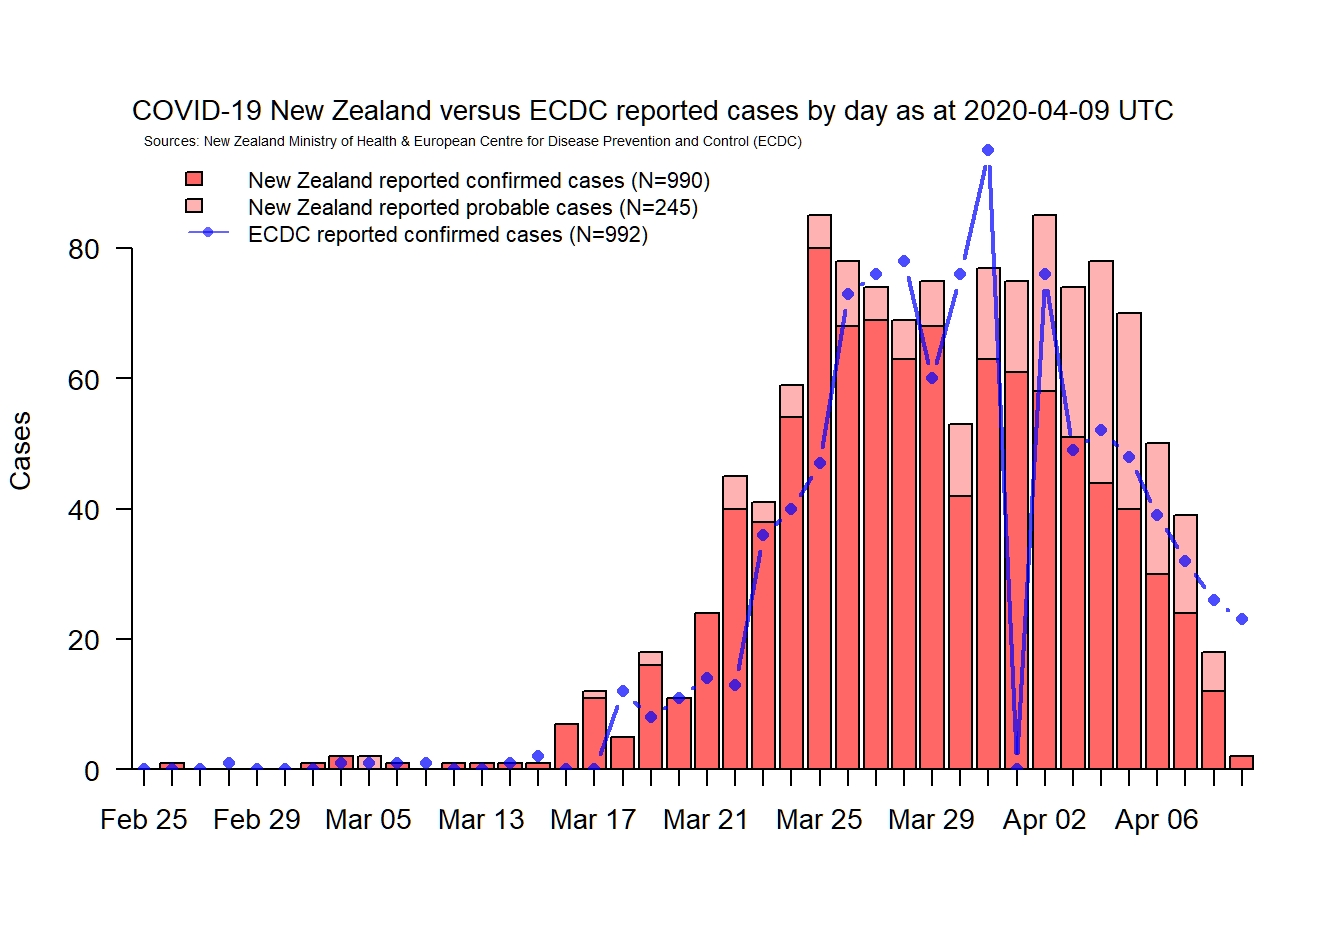 COVID-19 New Zealand versus ECDC reported cases by day as at 2020-04-09 UTC
Sources: New Zealand Ministry of Health & European Centre for Disease Prevention and Control (ECDC)
New Zealand reported confirmed cases (N=990)
New Zealand reported probable cases (N=245)
ECDC reported confirmed cases (N=992)
Cases
80
60
40
20
0
Feb 25 Feb 29 Mar 05 Mar 13 Mar 17 Mar 21 Mar 25 Mar 29 Apr 02 Apr 06